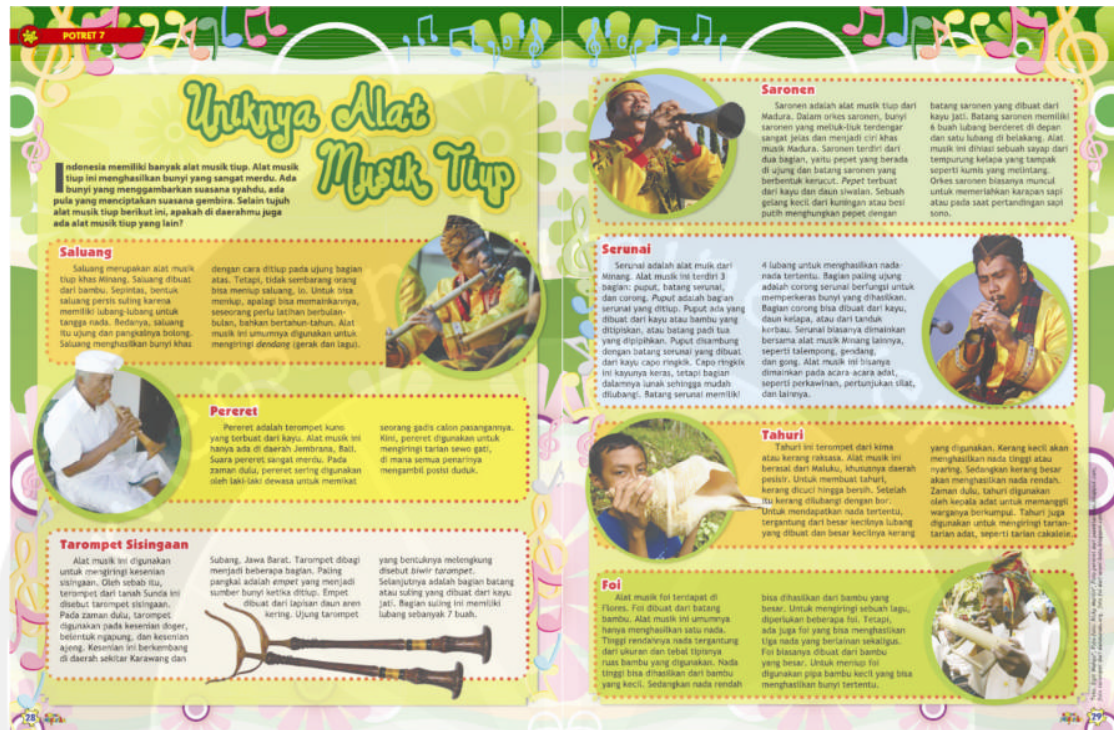 POTRET 7
Uniknya Alat
Musik Tiup
Indonesia memiliki banyak alat musik tiup. Alat musik
tiup ini menghasilkan bunyi yang sangat merdu. Ada
bunyi yang menggambarkan suasana syahdu, ada
pula yang menciptakan suasana gembira. Selain tujuh
alat musik tiup berikut ini, apakah di daerahmu juga
ada alat musik tiup yang lain?
Saluang
Saluang merupakan alat musik
tiup khas Minang. Saluang dibuat
dari bambu. Sepintas, bentuk
saluang persis suling karena
memiliki lubang-lubang untuk
tangga nada. Bedanya, saluang
itu ujung dan pangkalnya bolong.
Saluang menghasilkan bunyi khas
dengan cara ditiup pada ujung bagian
atas. Tetapi, tidak sembarang orang
bisa meniup saluang, lo. Untuk bisa
meniup, apalagi bisa memainkannya,
seseorang perlu latihan berbulan-
bulan, bahkan bertahun-tahun. Alat
musik ini umumnya digunakan untuk
mengiringi dendang (gerak dan lagu).
Pereret
Pereret adalah terompet kuno
yang terbuat dari kayu. Alat musik ini
hanya ada di daerah Jembrana, Bali.
Suara pereret sangat merdu. Pada
zaman dulu, pereret sering digunakan
oleh laki-laki dewasa untuk memikat
seorang gadis calon pasangannya.
Kini, pereret digunakan untuk
mengiringi tarian sewo gati,
di mana semua penarinya
mengambil posisi duduk.
Tarompet Sisingaan
Alat musik ini digunakan
untuk mengiringi kesenian
sisingaan. Oleh sebab itu,
terompet dari tanah Sunda ini
disebut tarompet sisingaan.
Pada zaman dulu, tarompet
digunakan pada kesenian doger,
belentuk ngapung, dan kesenian
ajeng. Kesenian ini berkembang
di daerah sekitar Karawang dan
Subang, Jawa Barat. Tarompet dibagi
menjadi beberapa bagian. Paling
pangkal adalah empet yang menjadi
sumber bunyi ketika ditiup. Empet
dibuat dari lapisan daun aren
kering. Ujung tarompet
yang bentuknya melengkung
disebut biwir tarompet.
Selanjutnya adalah bagian batang
atau suling yang dibuat dari kayu
jati. Bagian suling ini memiliki
lubang sebanyak 7 buah.
28
Saronen
Saronen adalah alat musik tiup dari
Madura. Dalam orkes saronen, bunyi
saronen yang meliuk-liuk terdengar
sangat jelas dan menjadi ciri khas
musik Madura. Saronen terdiri dari
dua bagian, yaitu pepet yang berada
di ujung dan batang saronen yang
berbentuk kerucut. Pepet terbuat
dari kayu dan daun siwalan. Sebuah
gelang kecil dari kuningan atau besi
putih menghungkan pepet dengan
batang saronen yang dibuat dari
kayu jati. Batang saronen memiliki
6 buah lubang berderet di depan
dan satu lubang di belakang. Alat
musik ini dihiasi sebuah sayap dari
tempurung kelapa yang tampak
seperti kumis yang melintang.
Orkes saronen biasanya muncul
untuk memeriahkan karapan sapi
atau pada saat pertandingan sapi
sono.
Serunai
Serunai adalah alat muik dari
Minang. Alat musik ini terdiri 3
bagian: puput, batang serunai,
dan corong. Puput adalah bagian
serunai yang ditiup. Puput ada yang
dibuat dari kayu atau bambu yang
ditipiskan, atau batang padi tua
yang dipipihkan. Puput disambung
dengan batang serunai yang dibuat
dari kayu capo ringkik. Capo ringkik
ini kayunya keras, tetapi bagian
dalamnya lunak sehingga mudah
dilubangi. Batang serunai memiliki
4 lubang untuk menghasilkan nada-
nada tertentu. Bagian paling ujung
adalah corong serunai berfungsi untuk
memperkeras bunyi yang dihasilkan.
Bagian corong bisa dibuat dari kayu,
daun kelapa, atau dari tanduk
kerbau. Serunai biasanya dimainkan
bersama alat musik Minang lainnya,
seperti talempong, gendang,
dan gong. Alat musik ini bisanya
dimainkan pada acara-acara adat,
seperti perkawinan, pertunjukan silat,
dan lainnya.
Tahuri
Tahuri ini terompet dari kima
atau kerang raksasa. Alat musik ini
berasal dari Maluku, khususnya daerah
pesisir. Untuk membuat tahuri,
kerang dicuci hingga bersih. Setelah
itu kerang dilubangi dengan bor.
Untuk mendapatkan nada tertentu,
tergantung dari besar kecilnya lubang
yang dibuat dan besar kecilnya kerang
yang digunakan. Kerang kecil akan
menghasilkan nada tinggi atau
nyaring. Sedangkan kerang besar
akan menghasilkan nada rendah.
Zaman dulu, tahuri digunakan
oleh kepala adat untuk memanggil
warganya berkumpul. Tahuri juga
digunakan untuk mengiringi tarian-
tarian adat, seperti tarian cakalele.
Foi
Alat musik foi terdapat di
Flores. Foi dibuat dari batang
bambu. Alat musik ini umumnya
hanya menghasilkan satu nada.
Tinggi rendahnya nada tergantung
dari ukuran dan tebal tipisnya
ruas bambu yang digunakan. Nada
tinggi bisa dihasilkan dari bambu
yang kecil. Sedangkan nada rendah
bisa dihasilkan dari bambu yang
besar. Untuk mengiringi sebuah lagu,
diperlukan beberapa foi. Tetapi,
ada juga foi yang bisa menghasilkan
tiga nada yang berlainan sekaligus.
Foi biasanya dibuat dari bambu
yang besar. Untuk meniup foi
digunakan pipa bambu kecil yang bisa
menghasilkan bunyi tertentu.
29